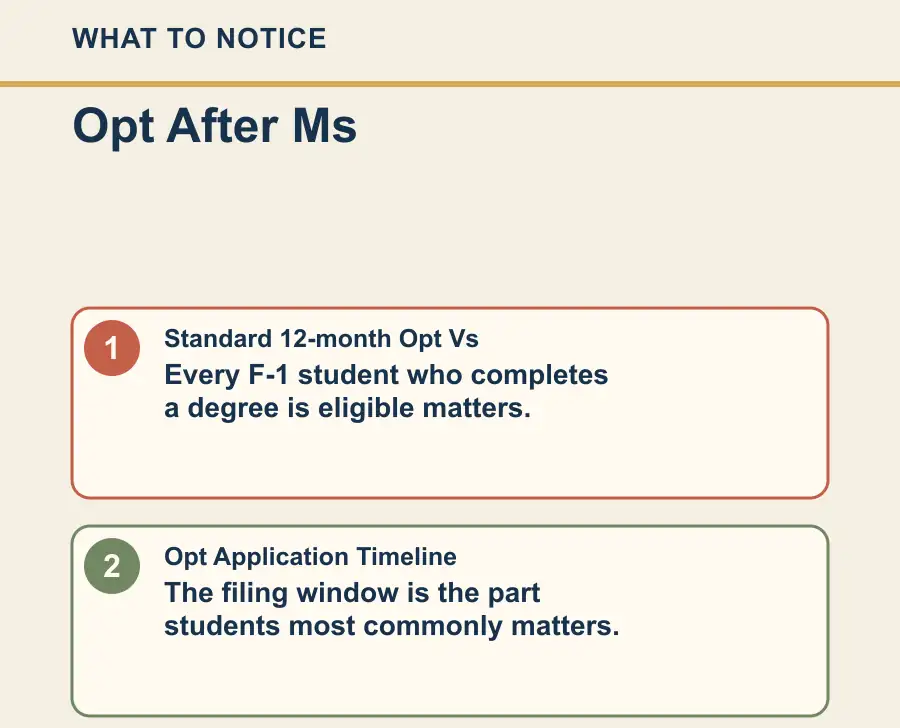 WHAT TO NOTICE
Opt After Ms
1
Standard 12-month Opt Vs
Every F-1 student who completes
a degree is eligible matters.
2
Opt Application Timeline
The filing window is the part
students most commonly matters.